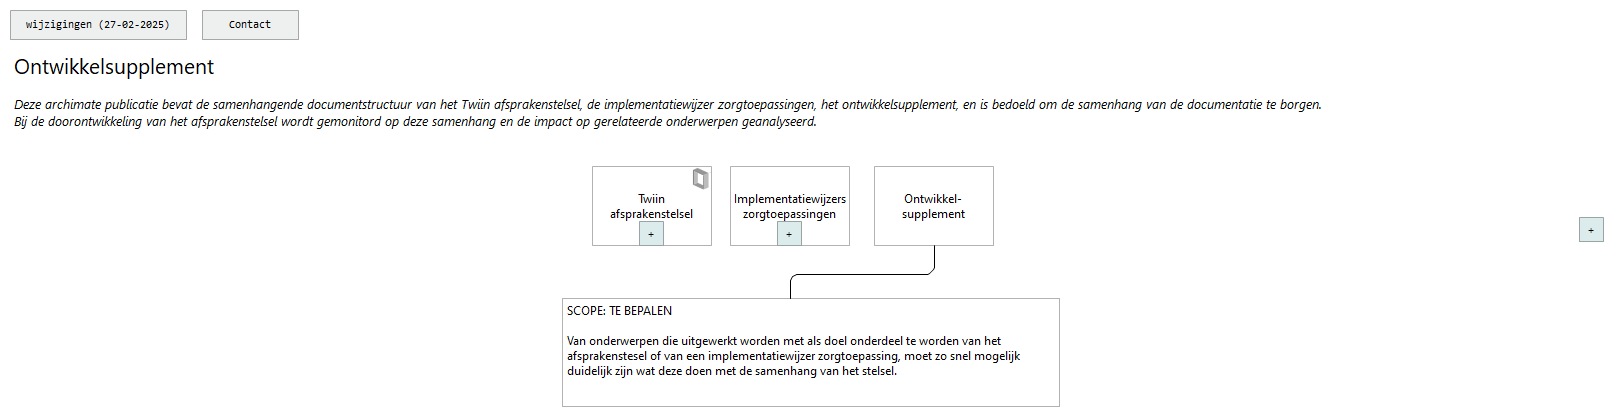 wijzigingen (27-02-2025)
Contact
Ontwikkelsupplement
Deze archimate publicatie bevat de samenhangende documentstructuur van het Twiin afsprakenstelsel, de implementatiewijzer zorgtoepassingen, het ontwikkelsupplement, en is bedoeld om de samenhang van de documentatie te borgen.
Bij de doorontwikkeling van het afsprakenstelsel wordt gemonitord op deze samenhang en de impact op gerelateerde onderwerpen geanalyseerd.
Twiin
afsprakenstelsel
+
Implementatiewijzers
zorgtoepassingen
+
Ontwikkel-
supplement
+
SCOPE: TE BEPALEN
Van onderwerpen die uitgewerkt worden met als doel onderdeel te worden van het
afsprakenstesel of van een implementatiewijzer zorgtoepassing, moet zo snel mogelijk
duidelijk zijn wat deze doen met de samenhang van het stelsel.